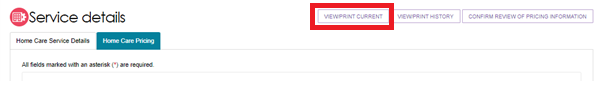 Service details
VIEW/PRINT CURRENT
VIEW/PRINT HISTORY
CONFIRM REVIEW OF PRICING INFORMATION
Home Care Service Details
Home Care Pricing
All fields marked with an asterisk (*) are required